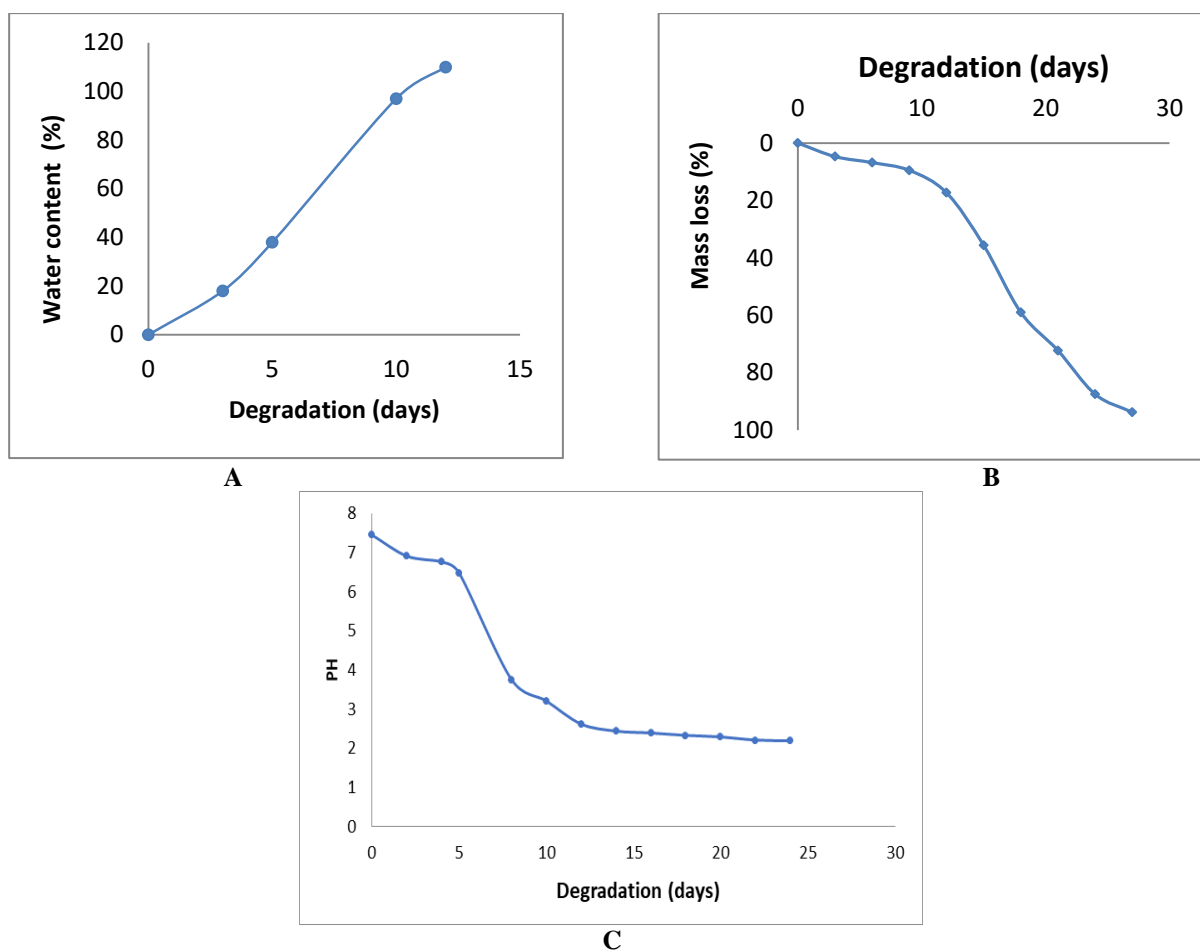 120
100
80
60
40
20
0
0 5 10 15
Water content (%)
Degradation (days)
A
Degradation (days)
0 10 20 30
0
20
40
60
80
100
Mass loss (%)
B
8
7
6
5
4
3
2
1
0
0 5 10 15 20 25 30
PH
Degradation (days)
C